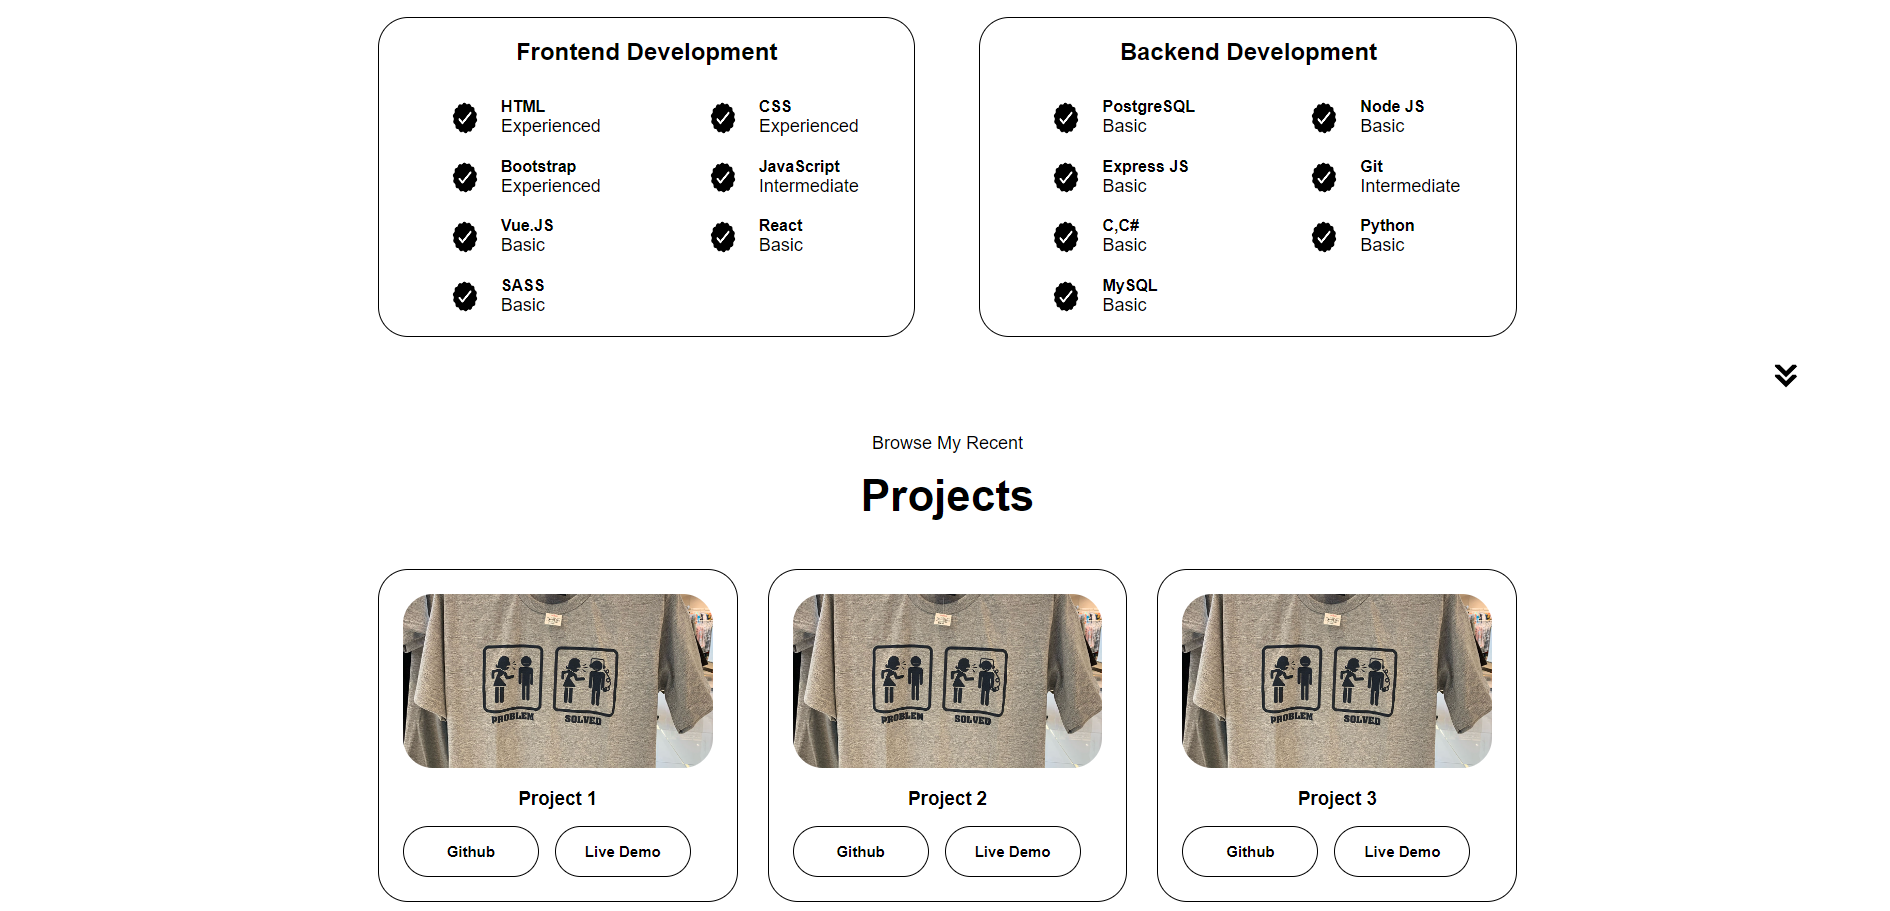 Frontend Development
HTML
Experienced
CSS
Experienced
Bootstrap
Experienced
JavaScript
Intermediate
Vue.JS
Basic
React
Basic
SASS
Basic
Backend Development
PostgreSQL
Basic
Node JS
Basic
Express JS
Basic
Git
Intermediate
C,C#
Basic
Python
Basic
MySQL
Basic
Browse My Recent
Projects
PROBLEM
SOLVED
Project 1
Github
Live Demo
PROBLEM
SOLVED
Project 2
Github
Live Demo
PROBLEM
SOLVED
Project 3
Github
Live Demo